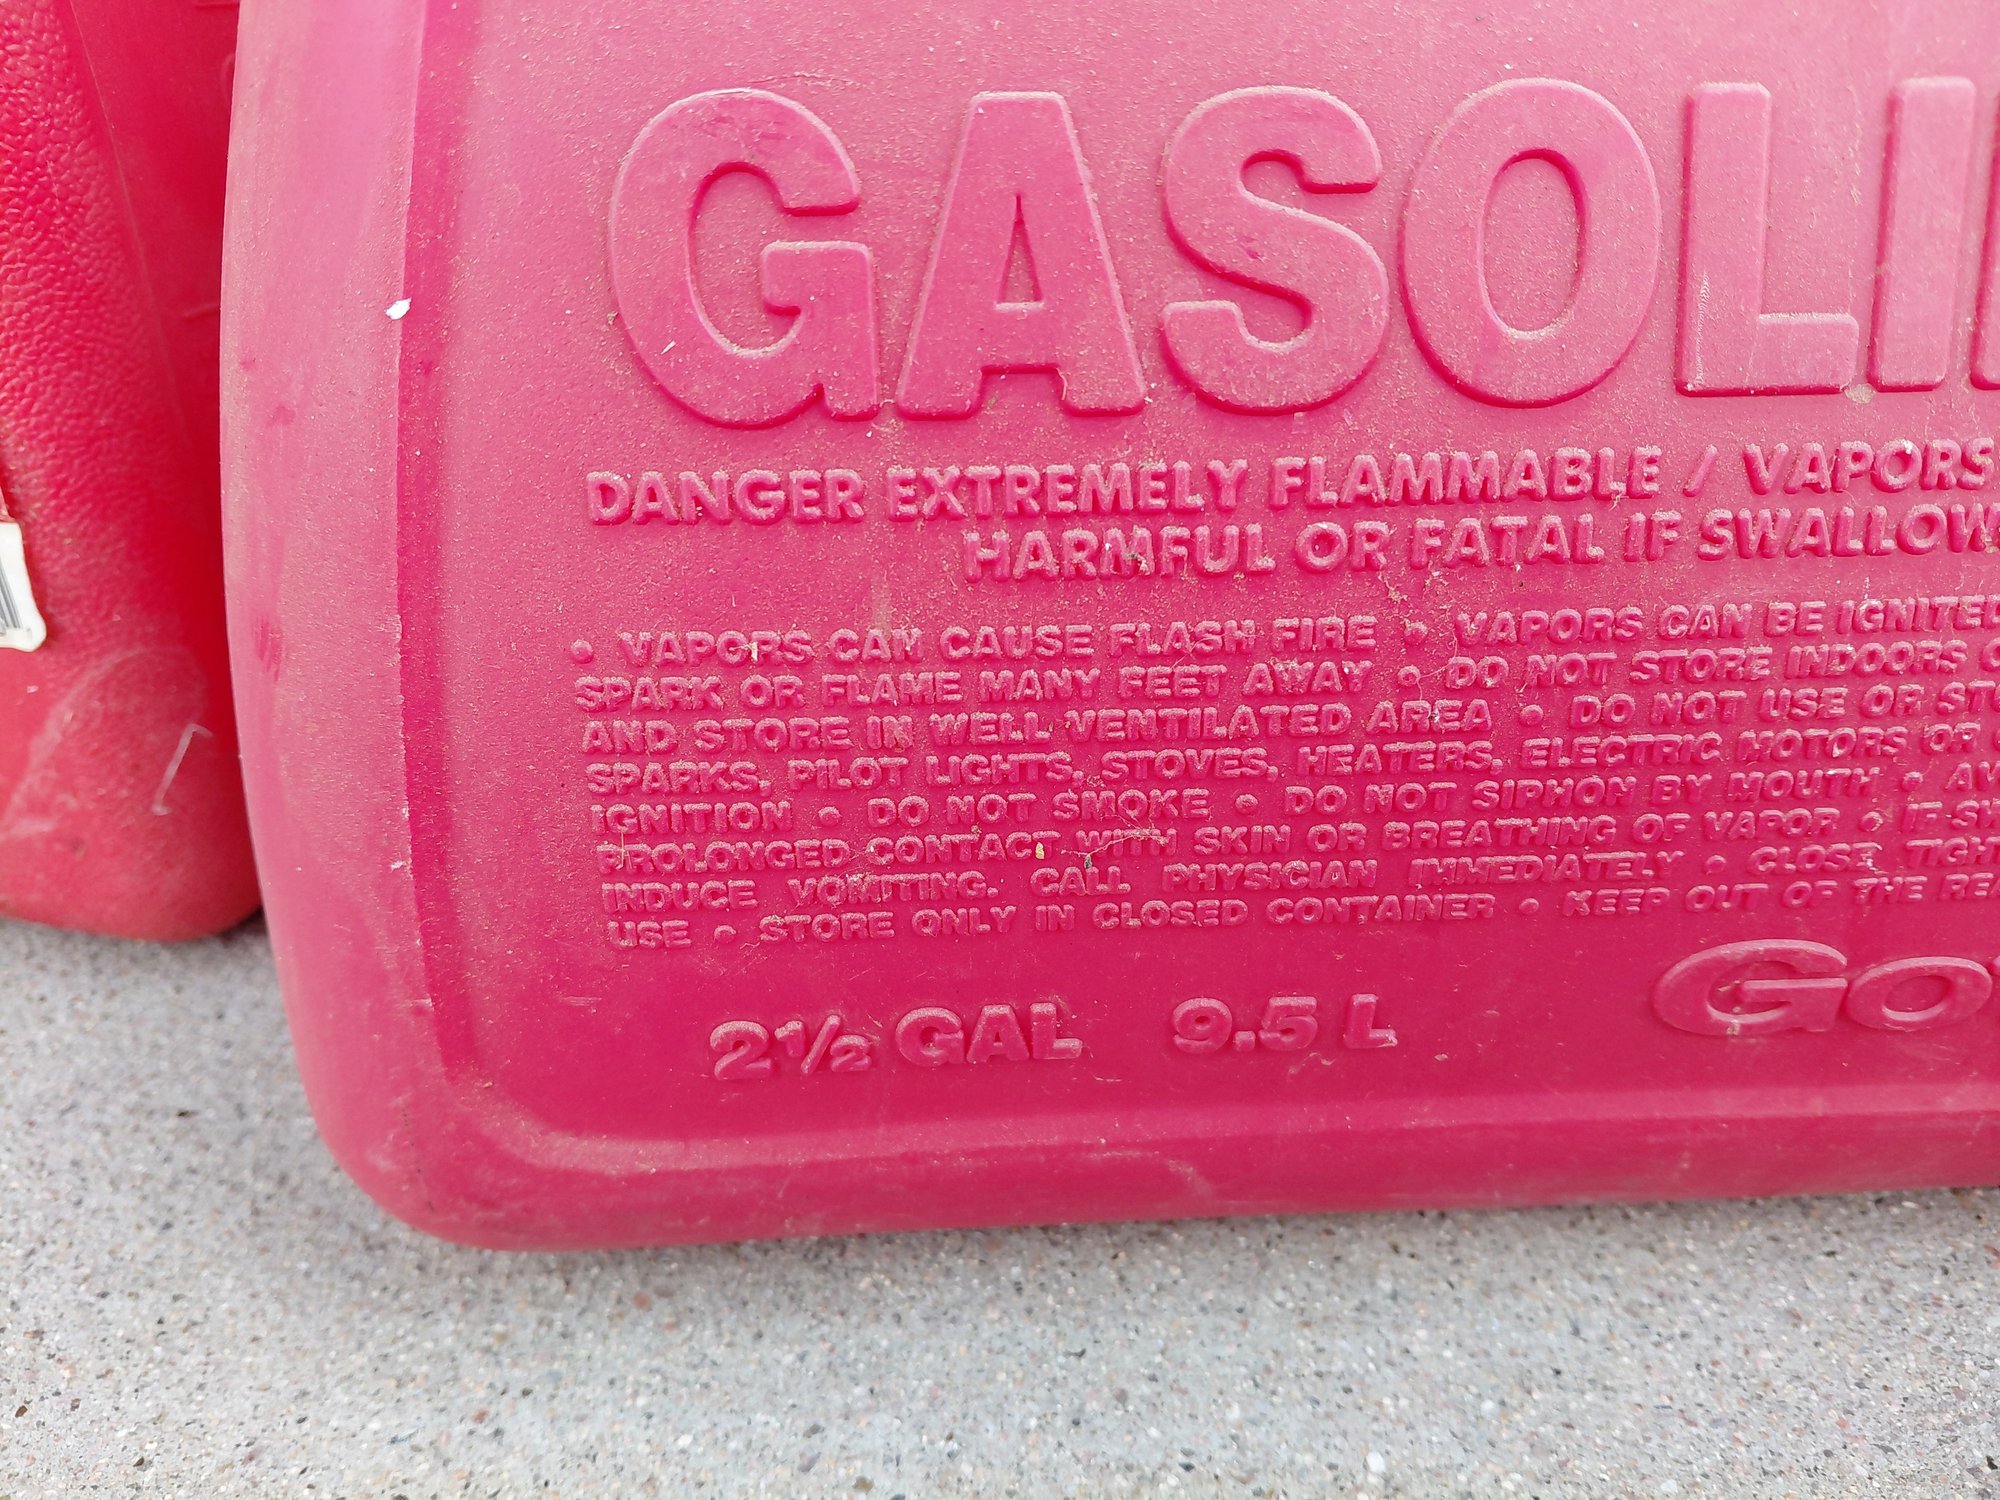 GASOLI
DANGER EXTREMELY FLAMMABLE / VAPORS
HARMFUL OR FATAL IF SWALLOW
• VAPORS CAN CAUSE FLASH FIRE • VAPORS CAN BE IGNITED
SPARK OR FLAME MANY FEET AWAY • DO NOT STORE INDOORS
AND STORE IN WELL VENTILATED AREA • DO NOT USE OR
SPARKS, PILOT LIGHTS, STOVES, HEATERS, ELECTRIC MOTORS OR
IGNITION • DO NOT SMOKE • DO NOT SIPHON BY MOUTH •
PROLONGED CONTACT WITH SKIN OR BREATHING OF VAPOR • IF
INDUCE VOMITING. CALL PHYSICIAN IMMEDIATELY • CLOSE
USE • STORE ONLY IN CLOSED CONTAINER • KEEP OUT OF THE
2½ GAL 9.5 L
Go